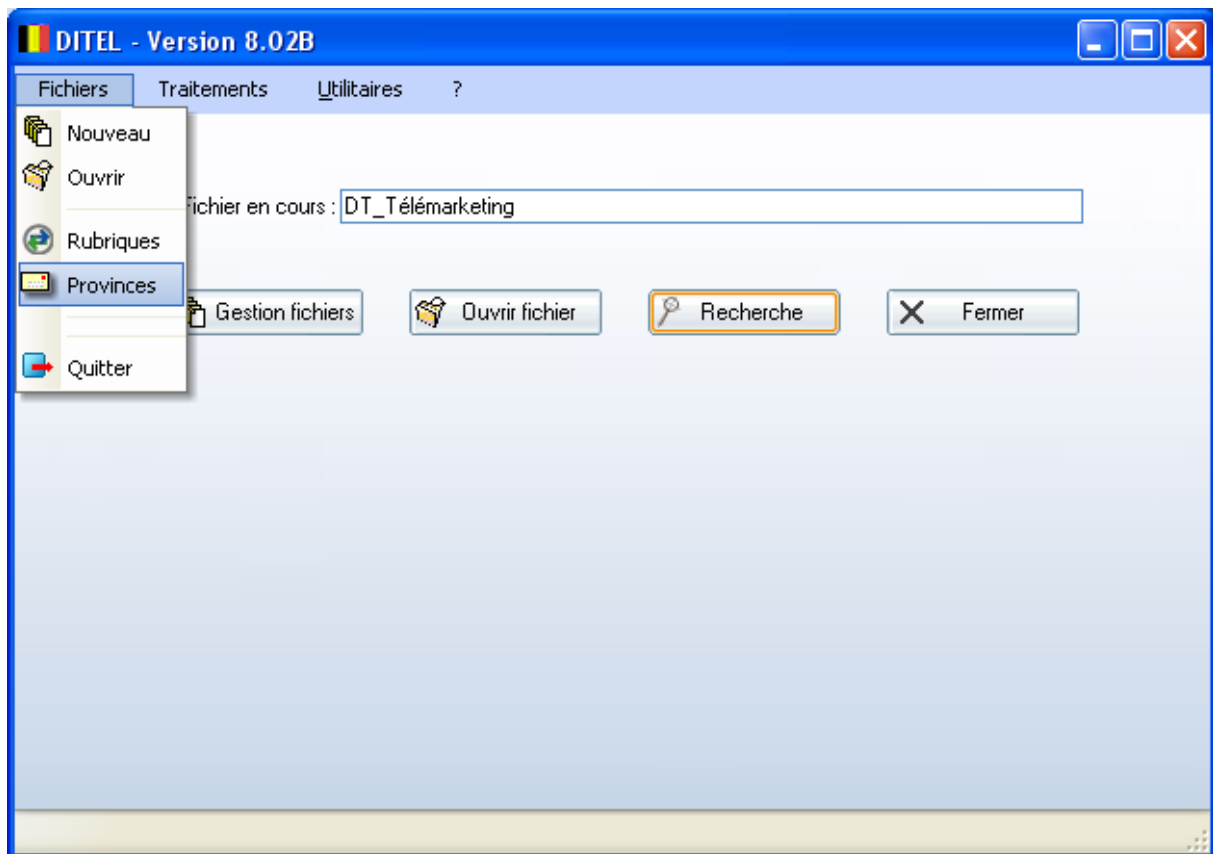 DITEL - Version 8.02B
Fichiers Traitements Utilitaires ?
Nouveau
Ouvrir
Fichier en cours : DT_Télémarketing
Rubriques
Provinces
Gestion fichiers Ouvrir fichier Recherche Fermer
Quitter